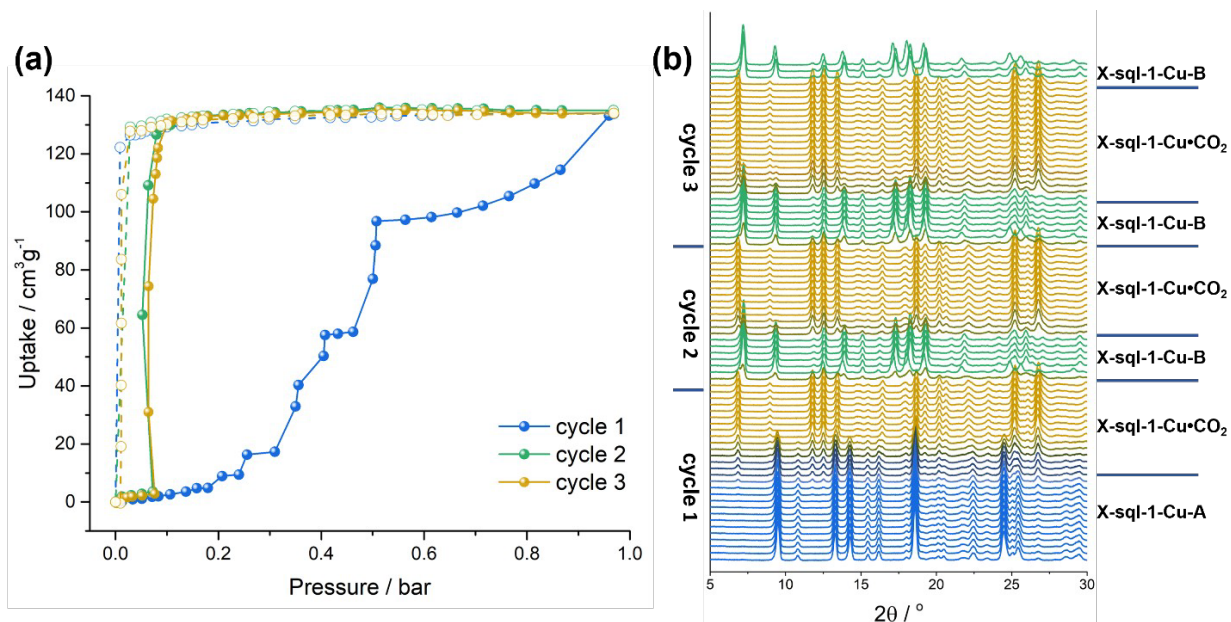 (a)
140
120
100
80
60
40
20
0
Uptake / cm³g⁻¹
cycle 1
cycle 2
cycle 3
0.0 0.2 0.4 0.6 0.8 1.0
Pressure / bar
(b)
cycle 3
cycle 2
cycle 1
X-sql-1-Cu-B
X-sql-1-Cu•CO₂
X-sql-1-Cu-B
X-sql-1-Cu•CO₂
X-sql-1-Cu-B
X-sql-1-Cu•CO₂
X-sql-1-Cu-A
5 10 15 20 25 30
2θ / °